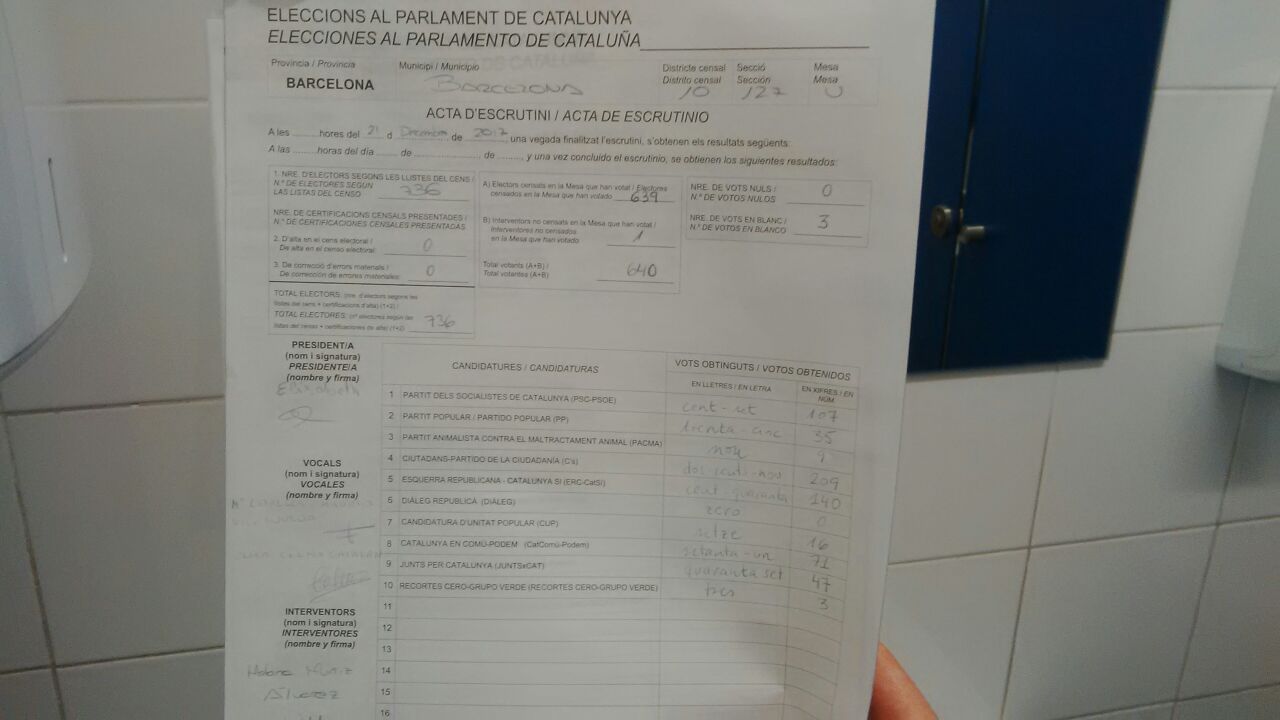 ELECCIONS AL PARLAMENT DE CATALUNYA
ELECCIONES AL PARLAMENTO DE CATALUÑA
Província / Provincia Municipi / Municipio Districte censal Secció Mesa
Distrito censal Sección Mesa
BARCELONA BARCELONA 10 127 U
ACTA D'ESCRUTINI / ACTA DE ESCRUTINIO
A les ......... hores del 21 d Desembre de 2017, una vegada finalitzat l'escrutini, s'obtenen els resultats següents:
A las ......... horas del día ......... de ......... de ........., y una vez concluido el escrutinio, se obtienen los siguientes resultados:
1. NRE. D'ELECTORS SEGONS LES LLISTES DEL CENS /
N.º DE ELECTORES SEGÚN
LAS LISTAS DEL CENSO 736
NRE. DE CERTIFICACIONS CENSALS PRESENTADES /
N.º DE CERTIFICACIONES CENSALES PRESENTADAS
2. D'alta en el cens electoral /
De alta en el censo electoral: 0
3. De correcció d'errors materials /
De corrección de errores materiales: 0
TOTAL ELECTORS: (nre. d'electors segons les
llistes del cens + certificacions d'alta) (1+2) /
TOTAL ELECTORES: (nº electores según las
listas del censo + certificaciones de alta) (1+2) 736
A) Electors censats en la Mesa que han votat / Electores
censados en la Mesa que han votado 639
B) Interventors no censats en la Mesa que han votat /
Interventores no censados
en la Mesa que han votado 1
Total votants (A+B) /
Total votantes (A+B) 640
NRE. DE VOTS NULS /
N.º DE VOTOS NULOS 0
NRE. DE VOTS EN BLANC /
N.º DE VOTOS EN BLANCO 3
PRESIDENT/A
(nom i signatura)
PRESIDENTE/A
(nombre y firma)
Elisabeth
VOCALS
(nom i signatura)
VOCALES
(nombre y firma)
INTERVENTORS
(nom i signatura)
INTERVENTORES
(nombre y firma)
Muñiz
Álvarez
CANDIDATURES / CANDIDATURAS VOTS OBTINGUTS / VOTOS OBTENIDOS
EN LLETRES / EN LETRA EN XIFRES / EN NÚM.
1 PARTIT DELS SOCIALISTES DE CATALUNYA (PSC-PSOE) cent-set 107
2 PARTIT POPULAR / PARTIDO POPULAR (PP) trenta-cinc 35
3 PARTIT ANIMALISTA CONTRA EL MALTRACTAMENT ANIMAL (PACMA) nou 9
4 CIUTADANS-PARTIDO DE LA CIUDADANÍA (C's) dos-cents-nou 209
5 ESQUERRA REPUBLICANA - CATALUNYA SÍ (ERC-CatSí) cent-quaranta 140
6 DIÀLEG REPUBLICÀ (DIÀLEG) zero 0
7 CANDIDATURA D'UNITAT POPULAR (CUP) setze 16
8 CATALUNYA EN COMÚ-PODEM (CatComú-Podem) setanta-un 71
9 JUNTS PER CATALUNYA (JUNTSxCAT) quaranta set 47
10 RECORTES CERO-GRUPO VERDE (RECORTES CERO-GRUPO VERDE) tres 3
11
12
13
14
15
16